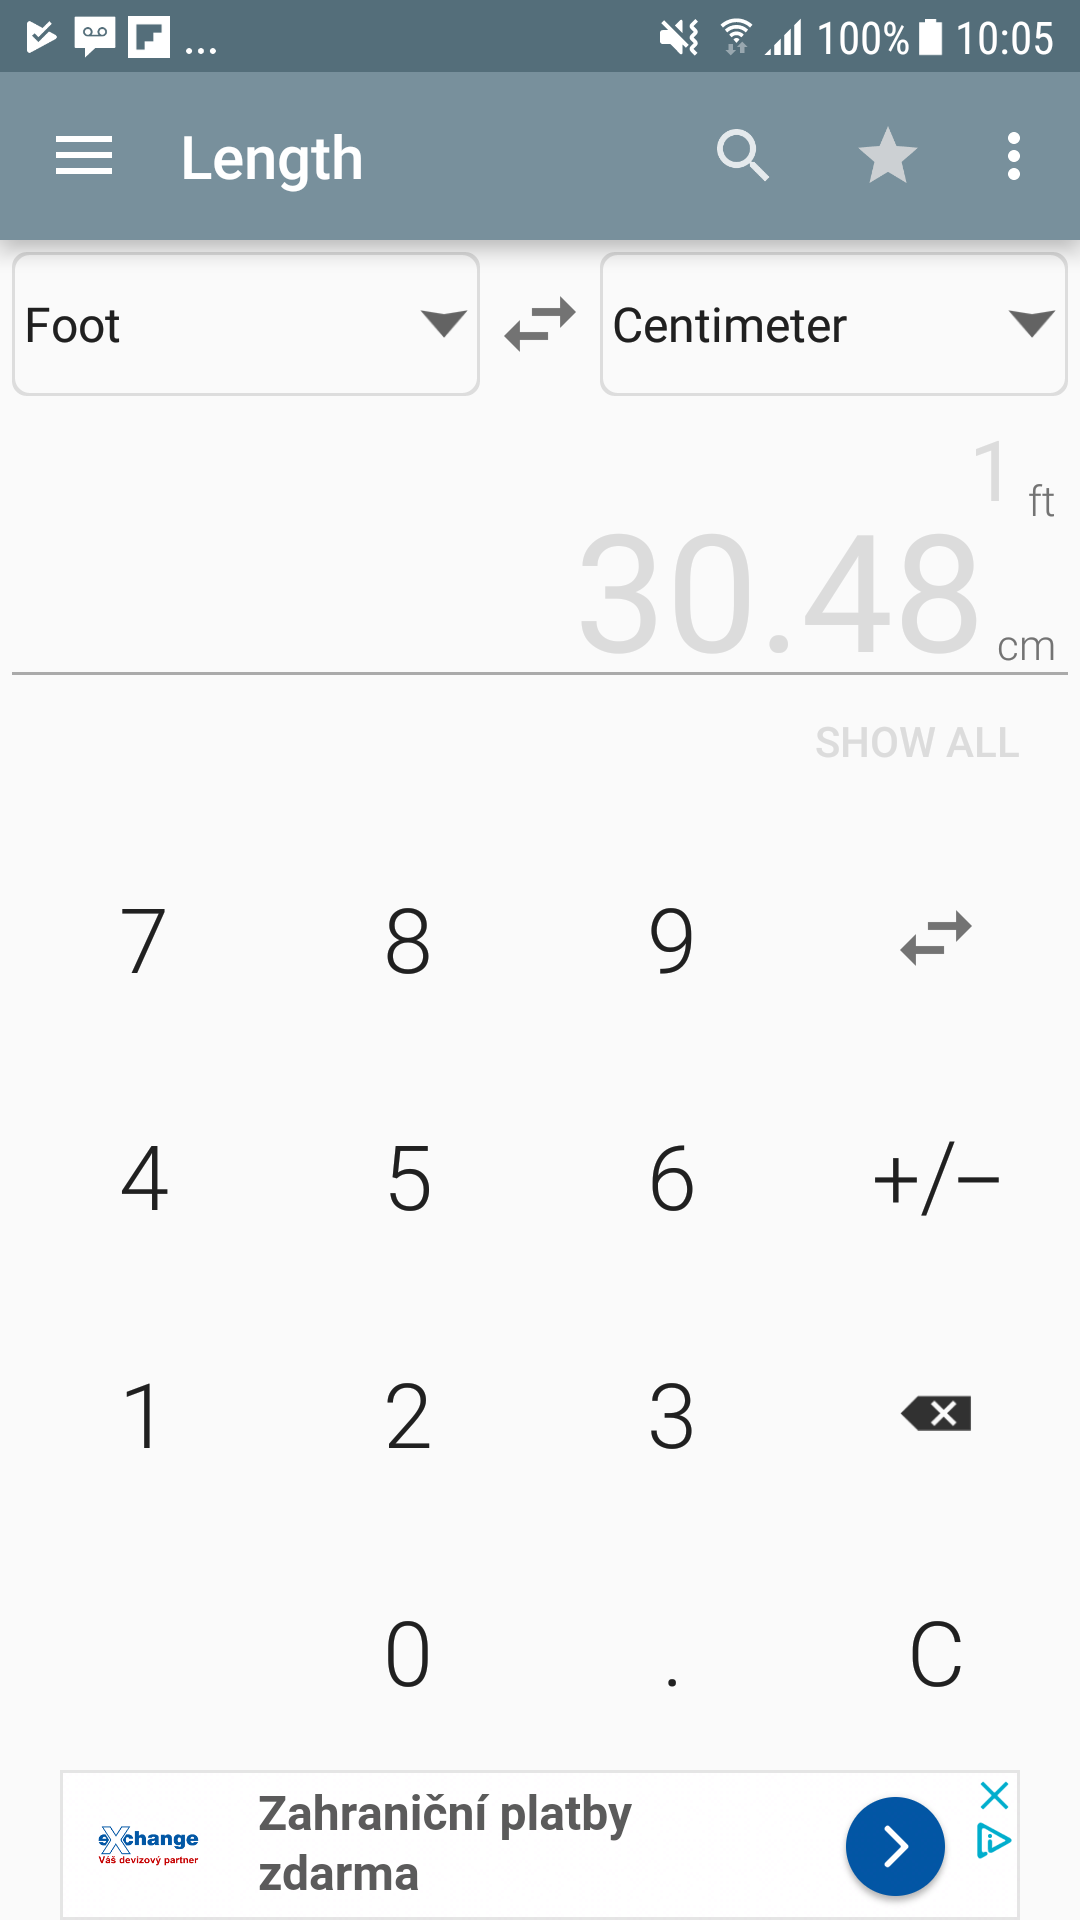 ... 100% 10:05
Length
Foot Centimeter
1 ft
30.48 cm
SHOW ALL
7 8 9
4 5 6 +/−
1 2 3
0 . C
eXchange
Váš devizový partner
Zahraniční platby
zdarma